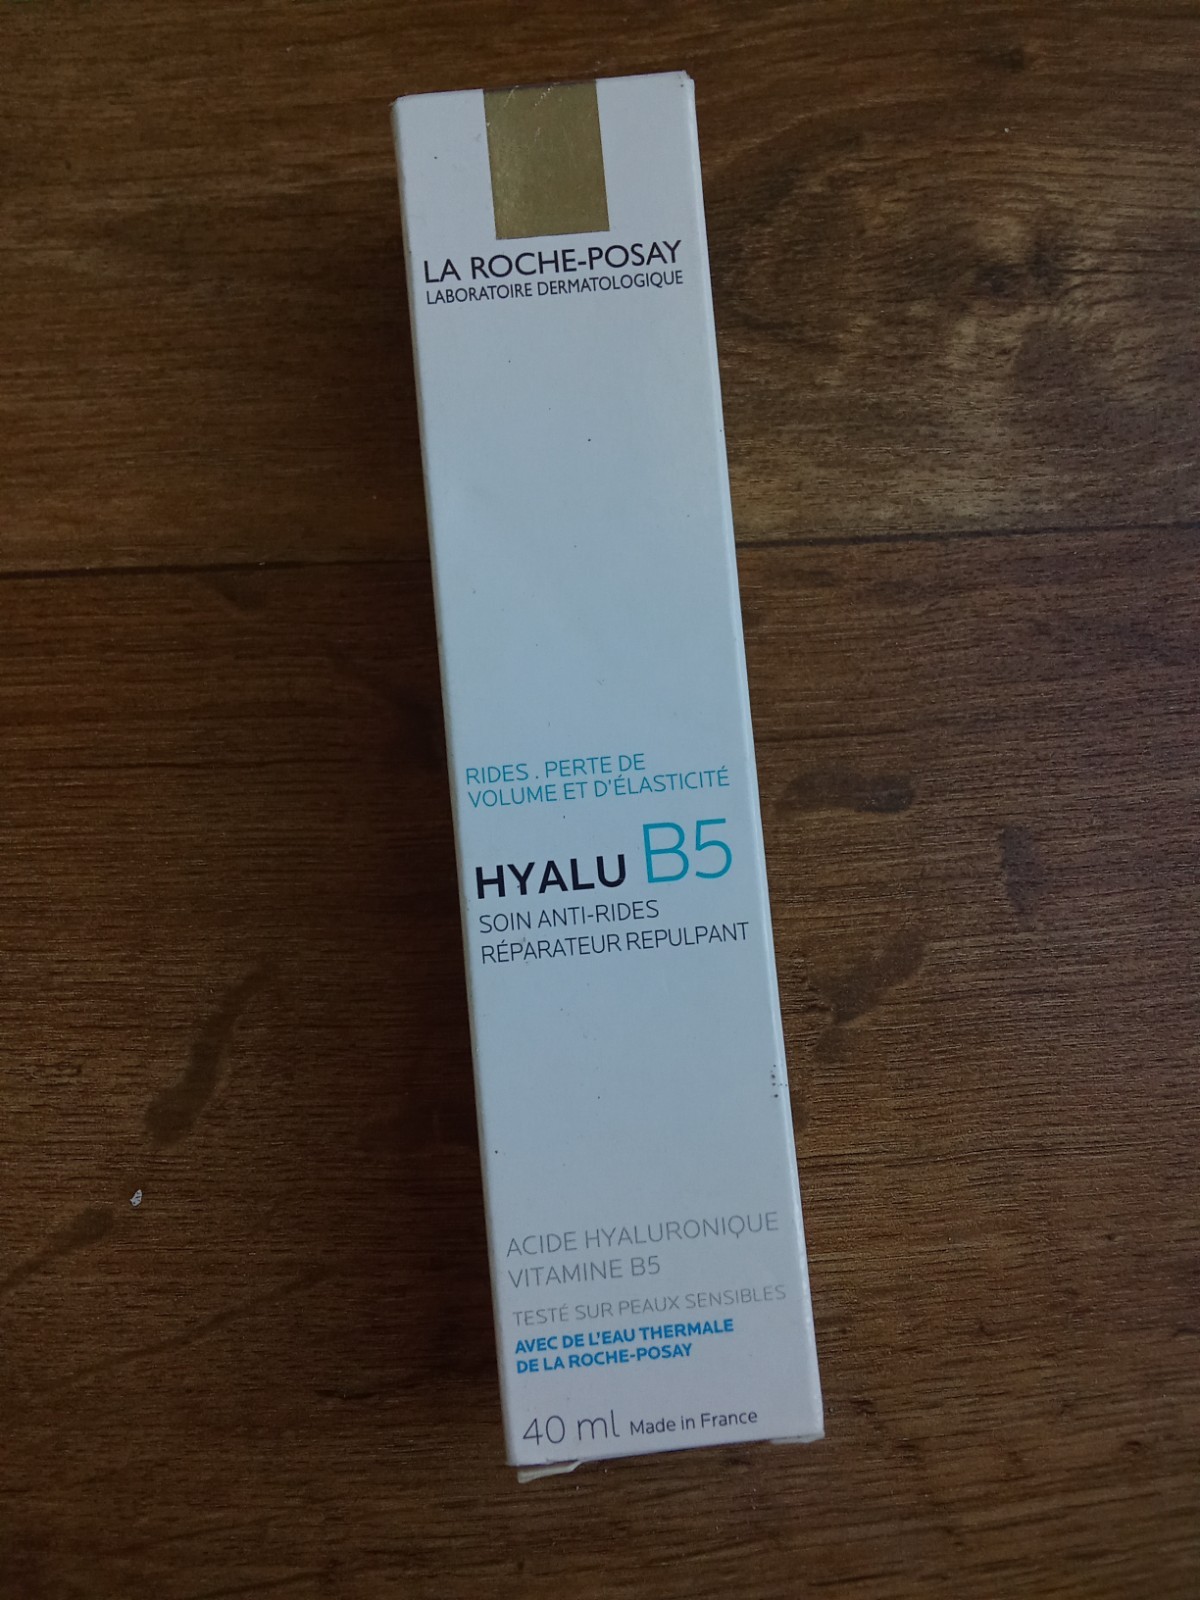 LA ROCHE-POSAY
LABORATOIRE DERMATOLOGIQUE
RIDES . PERTE DE
VOLUME ET D'ÉLASTICITÉ
HYALU B5
SOIN ANTI-RIDES
RÉPARATEUR REPULPANT
ACIDE HYALURONIQUE
VITAMINE B5
TESTÉ SUR PEAUX SENSIBLES
AVEC DE L'EAU THERMALE
DE LA ROCHE-POSAY
40 ml Made in France